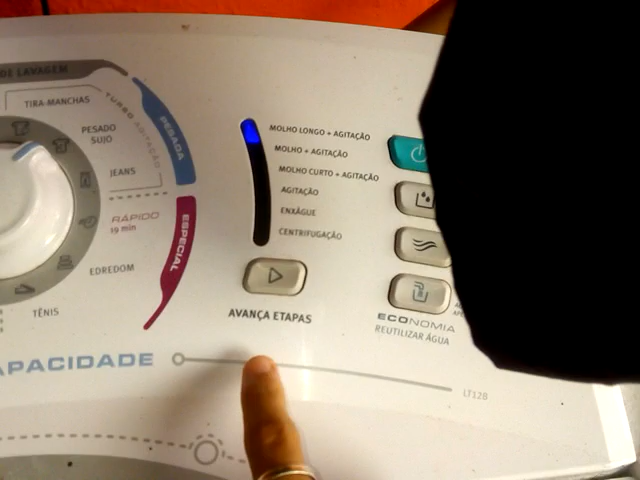 DE LAVAGEM
TIRA-MANCHAS
TURBO AGITAÇÃO
PESADO
SUJO
JEANS
PESADA
RÁPIDO
19 min
EDREDOM
TÊNIS
ESPECIAL
MOLHO LONGO + AGITAÇÃO
MOLHO + AGITAÇÃO
MOLHO CURTO + AGITAÇÃO
AGITAÇÃO
ENXÁGUE
CENTRIFUGAÇÃO
AVANÇA ETAPAS
ECONOMIA
REUTILIZAR ÁGUA
APACIDADE
LT12B